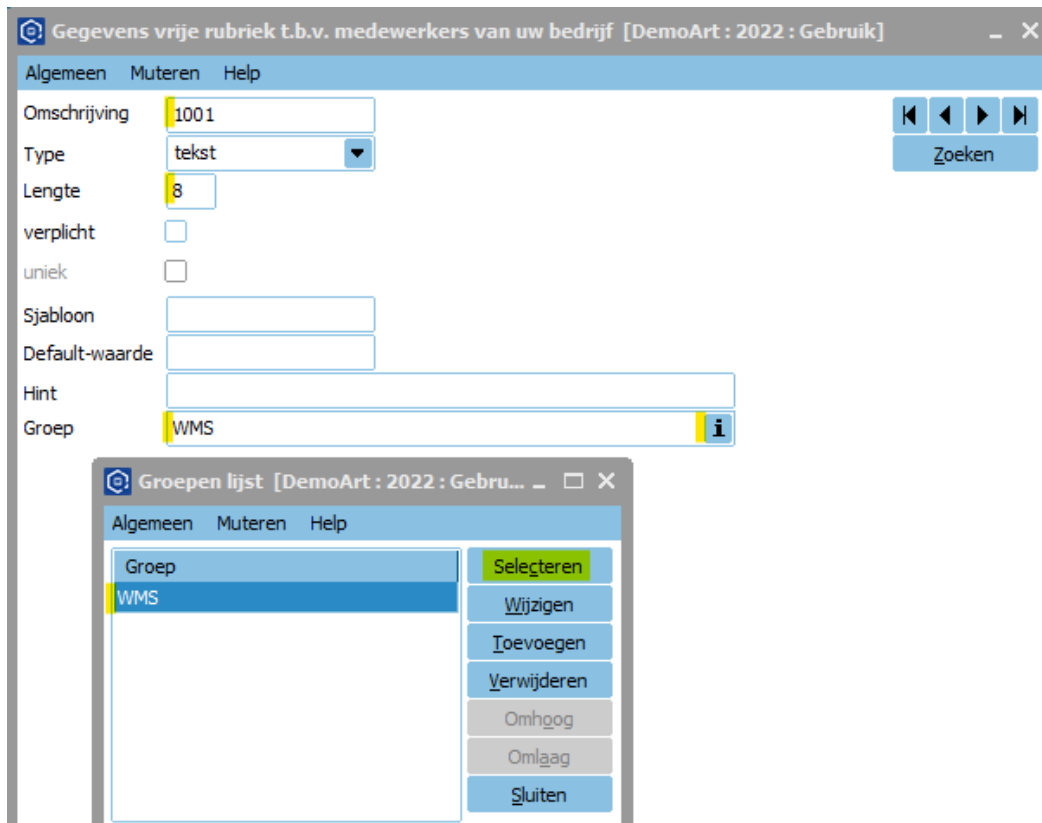 Gegevens vrije rubriek t.b.v. medewerkers van uw bedrijf [DemoArt : 2022 : Gebruik]
Algemeen Muteren Help
Omschrijving 1001
Type tekst
Zoeken
Lengte 8
verplicht
uniek
Sjabloon
Default-waarde
Hint
Groep WMS i
Groepen lijst [DemoArt : 2022 : Gebru...
Algemeen Muteren Help
Groep Selecteren
WMS Wijzigen
Toevoegen
Verwijderen
Omhoog
Omlaag
Sluiten